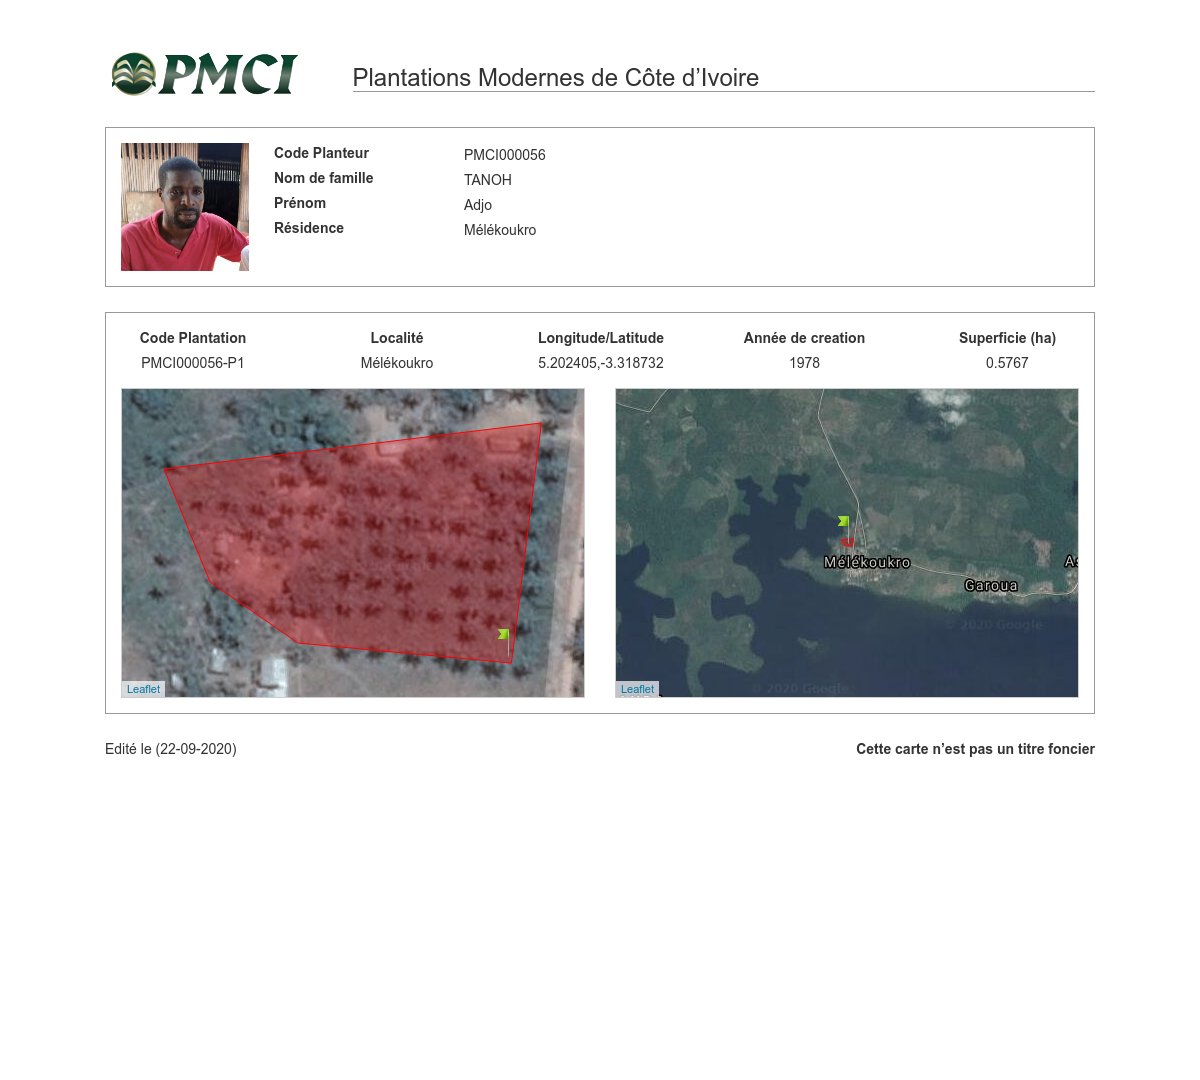 PMCI
Plantations Modernes de Côte d’Ivoire
Code Planteur PMCI000056
Nom de famille TANOH
Prénom Adjo
Résidence Mélékoukro
Code Plantation Localité Longitude/Latitude Année de creation Superficie (ha)
PMCI000056-P1 Mélékoukro 5.202405,-3.318732 1978 0.5767
Mélékoukro
Garoua
© 2020 Google
© 2020 Google
Leaflet
Leaflet
Edité le (22-09-2020) Cette carte n’est pas un titre foncier